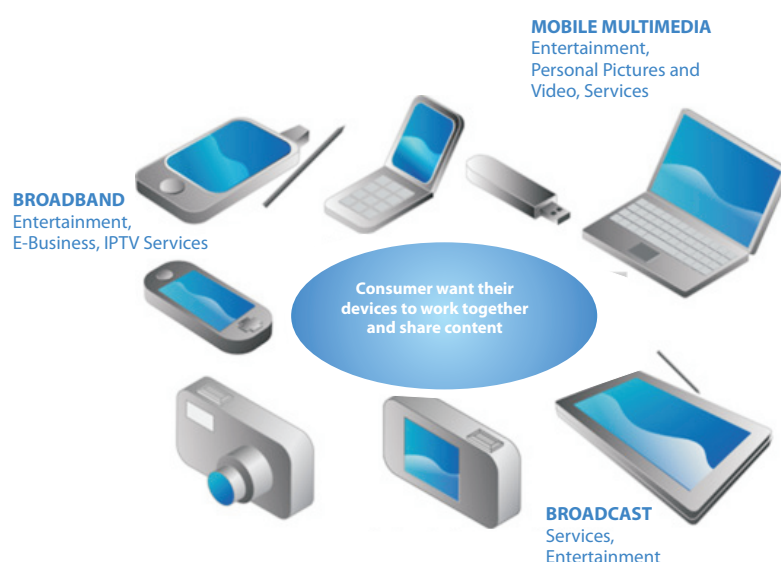 MOBILE MULTIMEDIA
Entertainment,
Personal Pictures and
Video, Services
BROADBAND
Entertainment,
E-Business, IPTV Services
Consumer want their
devices to work together
and share content
BROADCAST
Services,
Entertainment